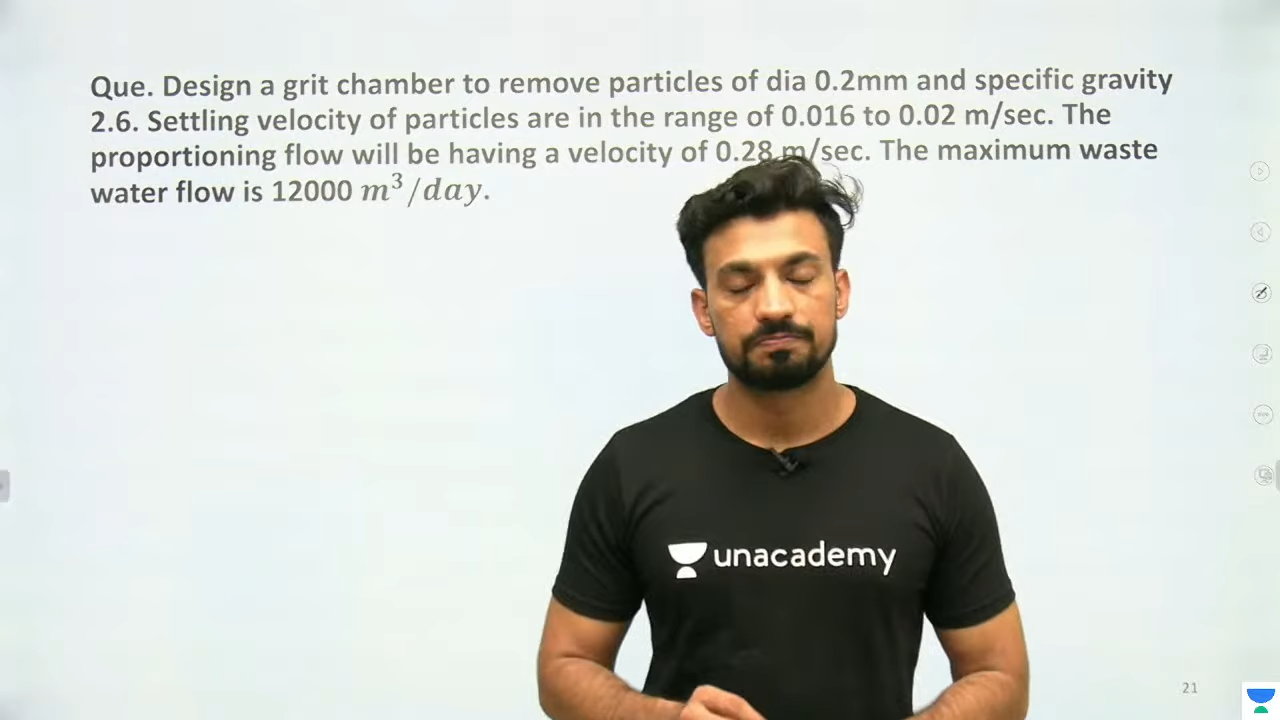 Que. Design a grit chamber to remove particles of dia 0.2mm and specific gravity
2.6. Settling velocity of particles are in the range of 0.016 to 0.02 m/sec. The
proportioning flow will be having a velocity of 0.28 m/sec. The maximum waste
water flow is 12000 m³/day.
unacademy
21